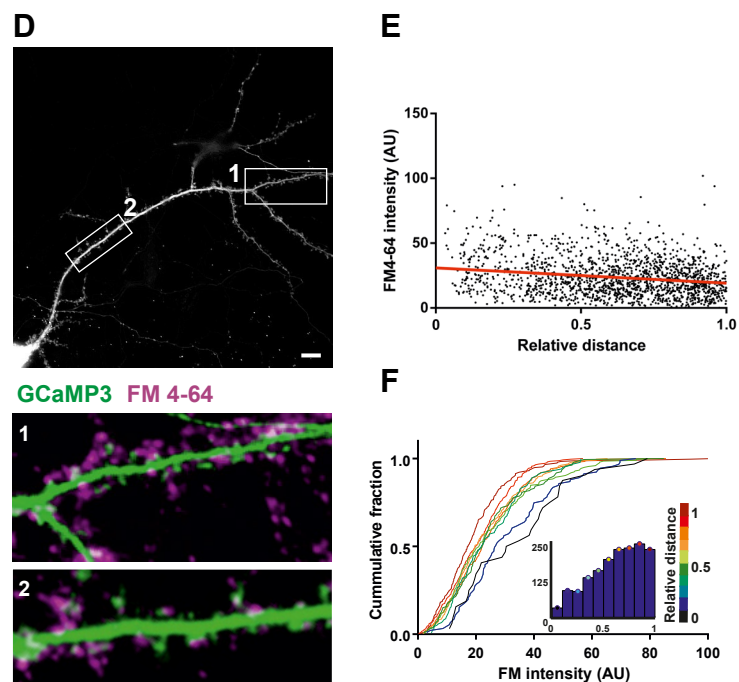 D
1
2
GCaMP3 FM 4-64
1
2
E
FM4-64 intensity (AU)
150
100
50
0
0 0.5 1.0
Relative distance
F
Cummulative fraction
1.0
0.5
0.0
0 20 40 60 80 100
FM intensity (AU)
250
125
0 0.5 1
Relative distance
1
0.5
0